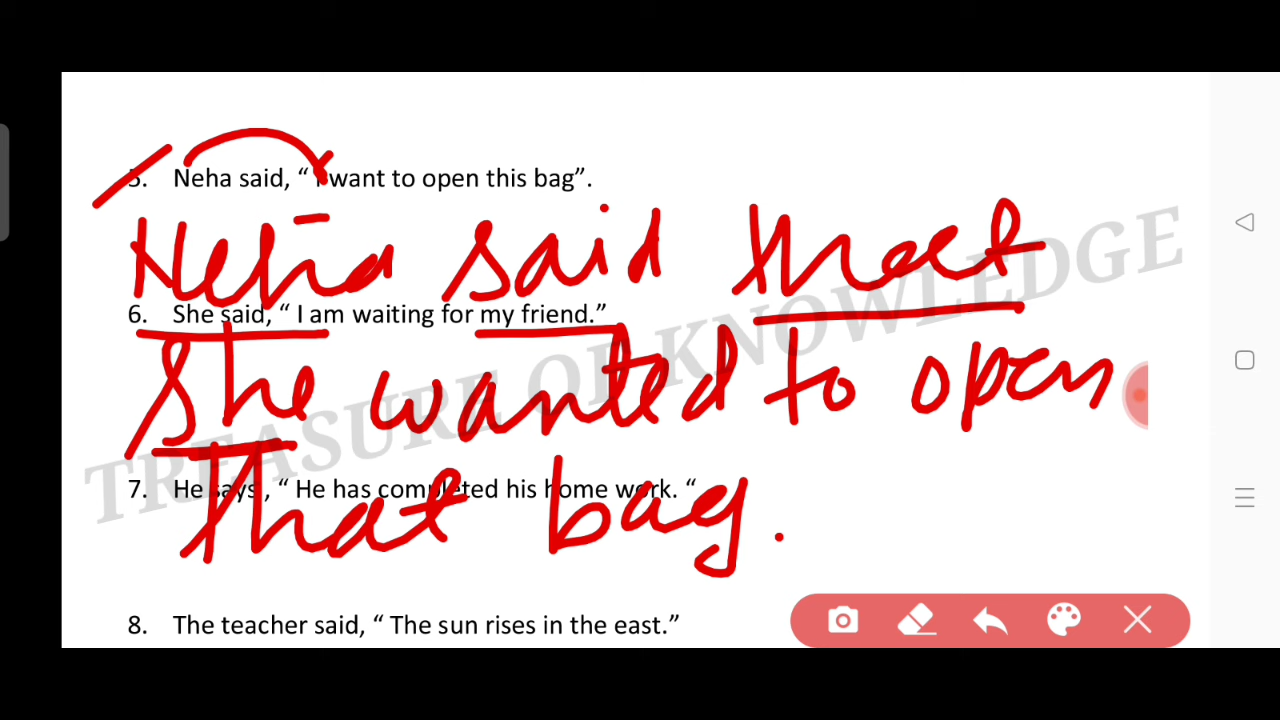 5. Neha said, “ I want to open this bag”.
Neha said that
6. She said, “ I am waiting for my friend.”
She wanted to open
7. He says , “ He has completed his home work. “
that bag.
8. The teacher said, “ The sun rises in the east.”
TREASURE OF KNOWLEDGE